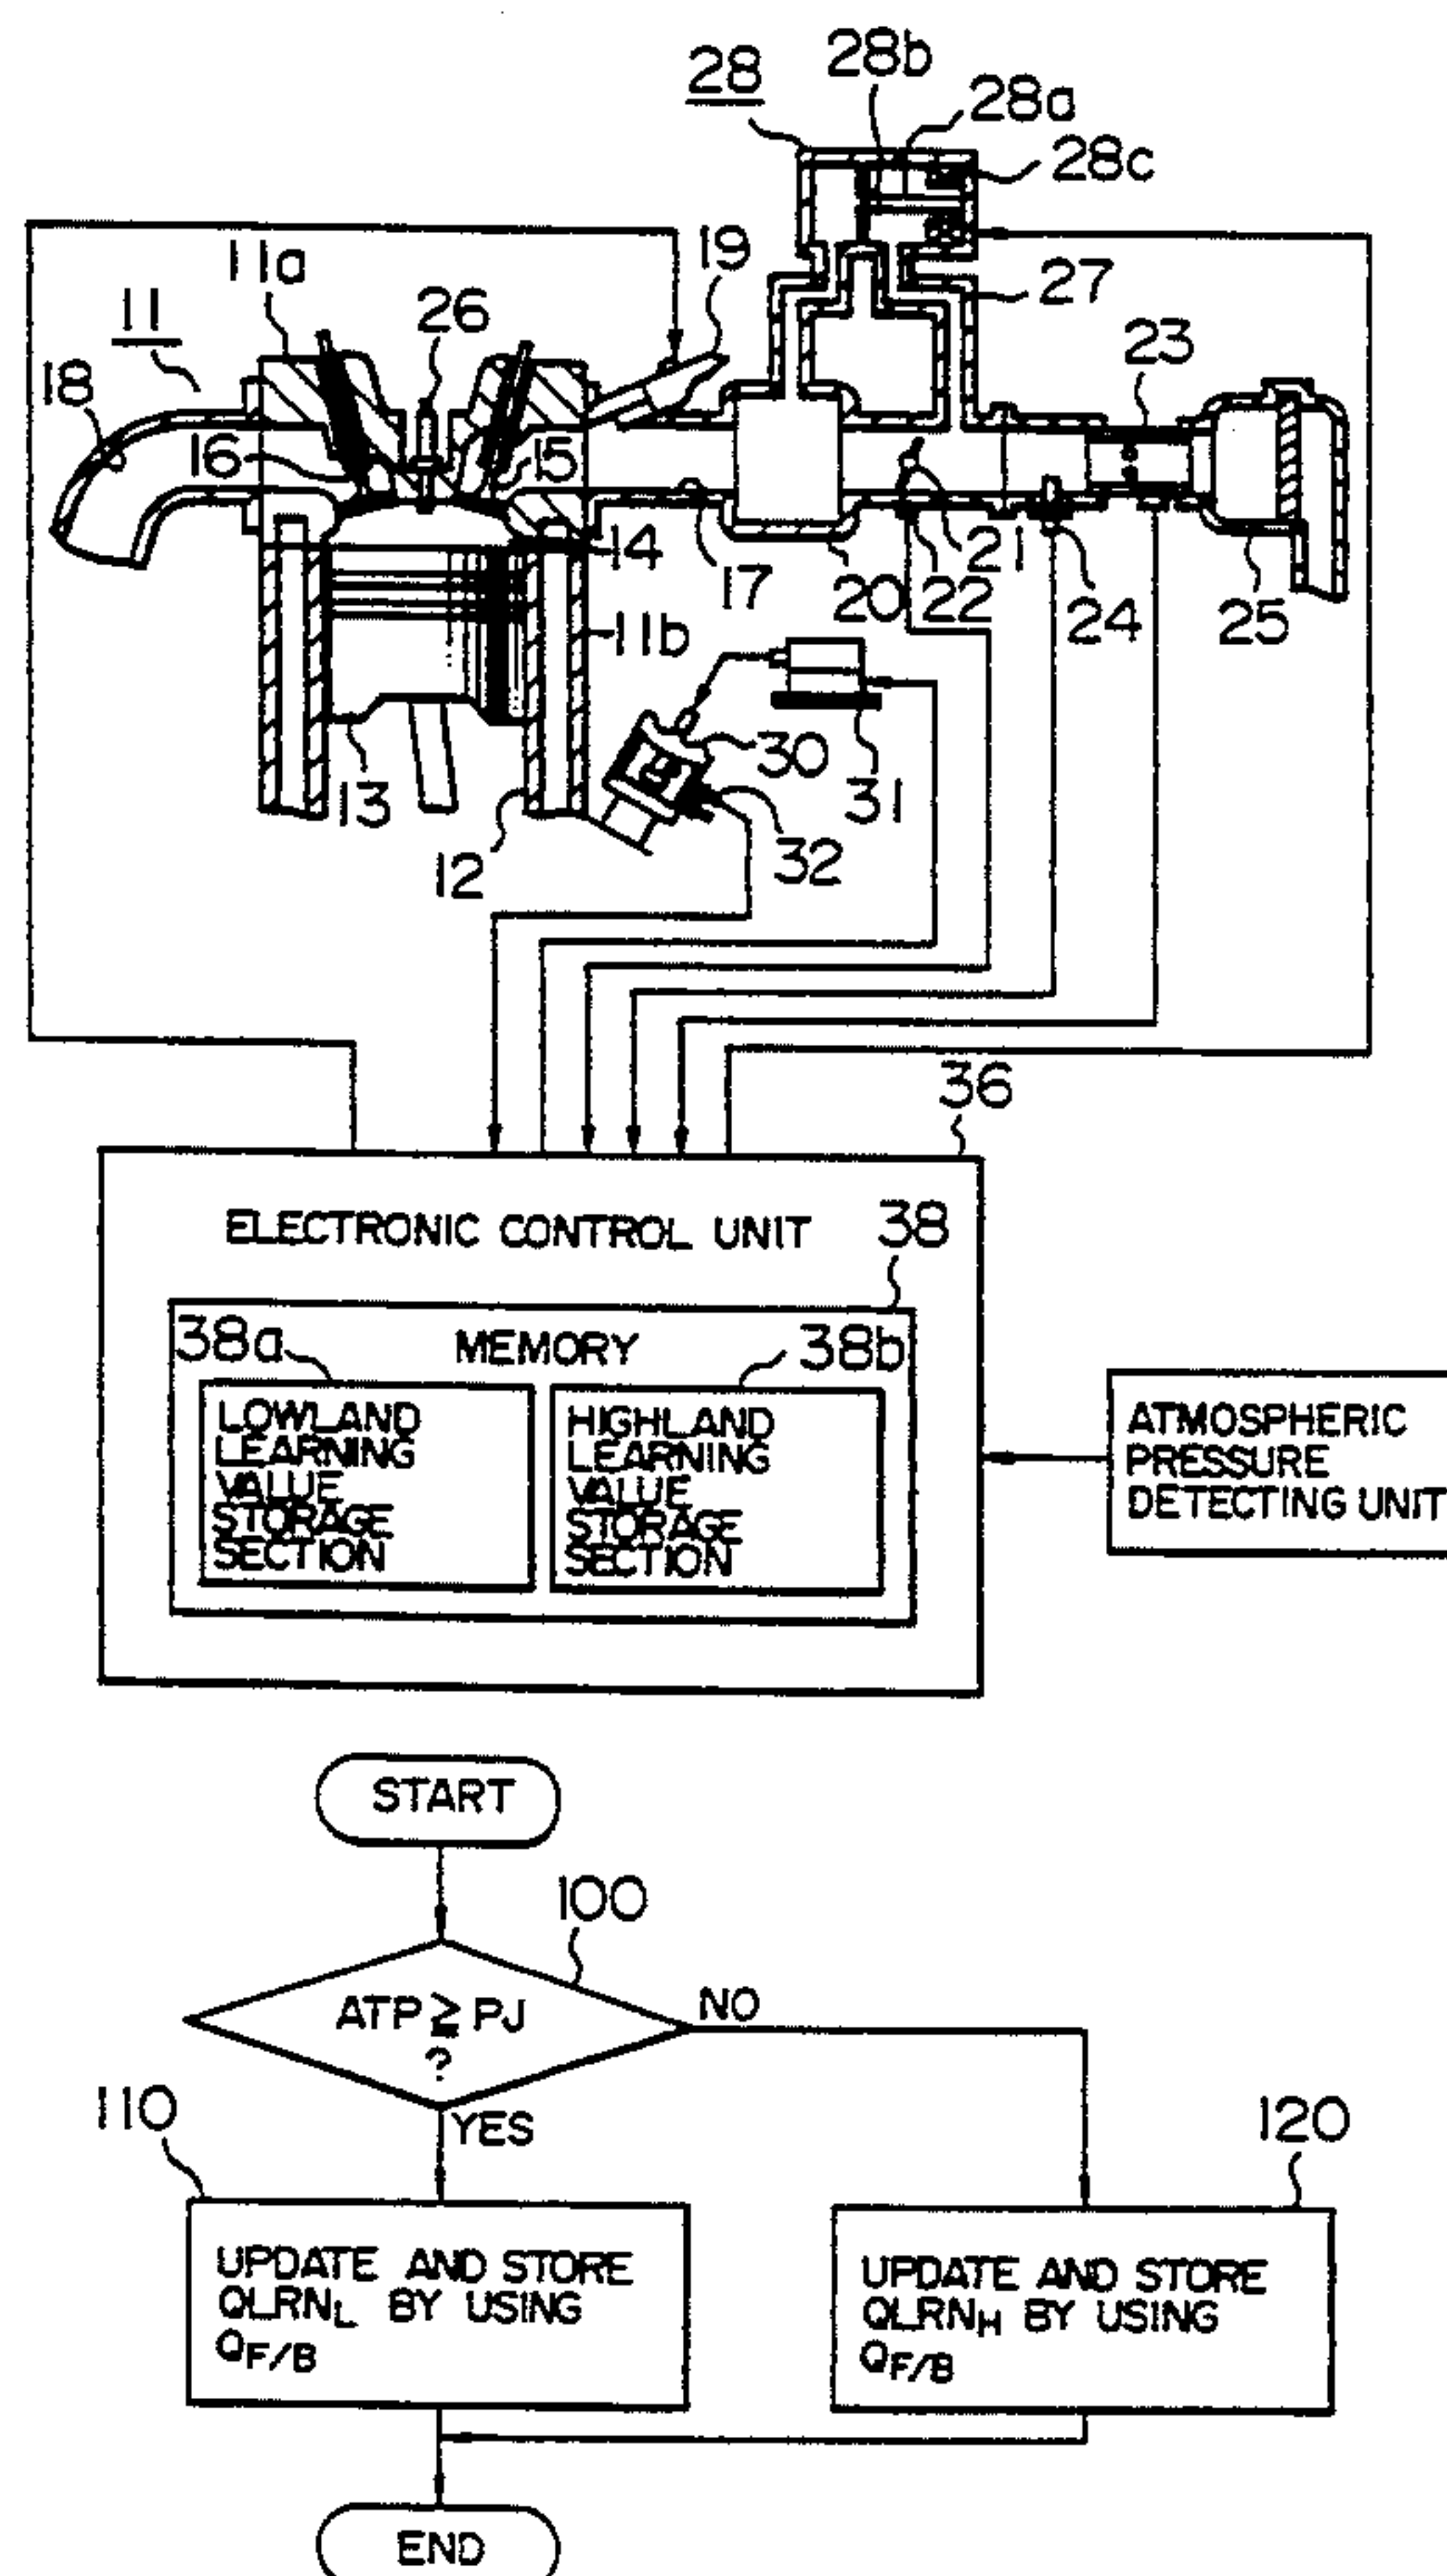 28b
28
28a
28c
19
11a
27
11
26
23
18
16
15
14
21
17
20
22
24
25
11b
30
31
13
32
12
36
ELECTRONIC CONTROL UNIT
38
38a
MEMORY
38b
LOWLAND
LEARNING
VALUE
STORAGE
SECTION
HIGHLAND
LEARNING
VALUE
STORAGE
SECTION
ATMOSPHERIC
PRESSURE
DETECTING UNIT
START
100
ATP ≧ PJ
?
NO
110
YES
120
UPDATE AND STORE
QLRNL BY USING
QF/B
UPDATE AND STORE
QLRNH BY USING
QF/B
END